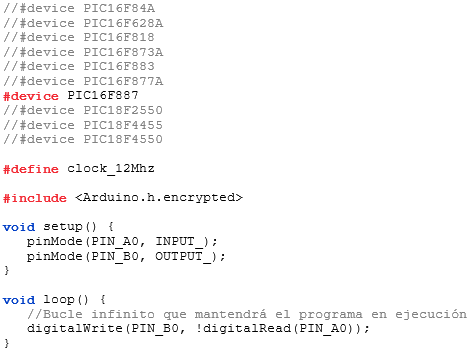 //#device PIC16F84A
//#device PIC16F628A
//#device PIC16F818
//#device PIC16F873A
//#device PIC16F883
//#device PIC16F877A
#device PIC16F887
//#device PIC18F2550
//#device PIC18F4455
//#device PIC18F4550
#define clock_12Mhz
#include <Arduino.h.encrypted>
void setup() {
pinMode(PIN_A0, INPUT_);
pinMode(PIN_B0, OUTPUT_);
}
void loop() {
//Bucle infinito que mantendrá el programa en ejecución
digitalWrite(PIN_B0, !digitalRead(PIN_A0));
}